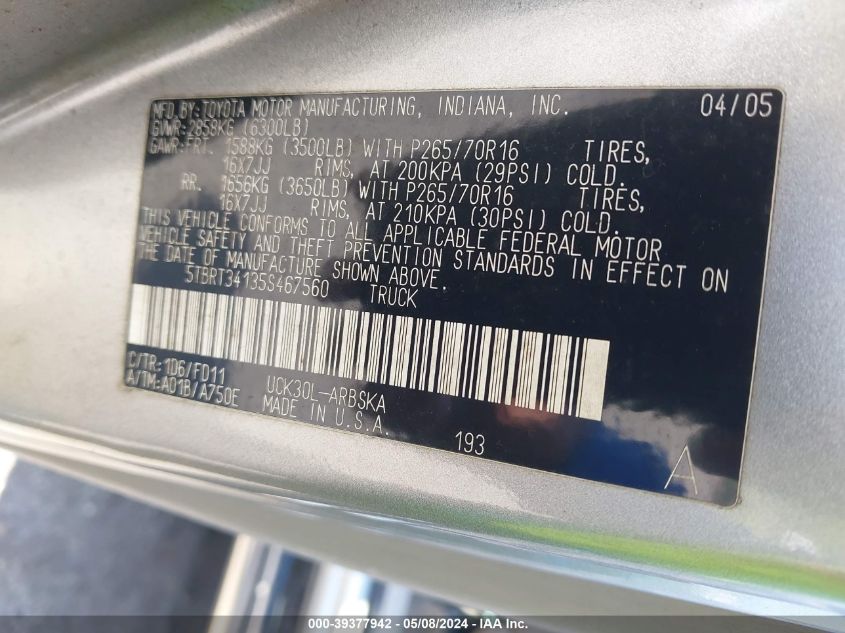 MFD.BY:TOYOTA MOTOR MANUFACTURING, INDIANA, INC. 04/05
GVWR:2858KG (6300LB)
GAWR:FRT. 1588KG (3500LB) WITH P265/70R16 TIRES,
16X7JJ RIMS, AT 200KPA (29PSI) COLD.
RR. 1656KG (3650LB) WITH P265/70R16 TIRES,
16X7JJ RIMS, AT 210KPA (30PSI) COLD.
THIS VEHICLE CONFORMS TO ALL APPLICABLE FEDERAL MOTOR
VEHICLE SAFETY AND THEFT PREVENTION STANDARDS IN EFFECT ON
THE DATE OF MANUFACTURE SHOWN ABOVE.
5TBRT34135S467560 TRUCK
C/TR:1D6/FD11 UCK30L-ARBSKA
A/TM:A01B/A750E MADE IN U.S.A.
193 A
000-39377942 - 05/08/2024 - IAA Inc.